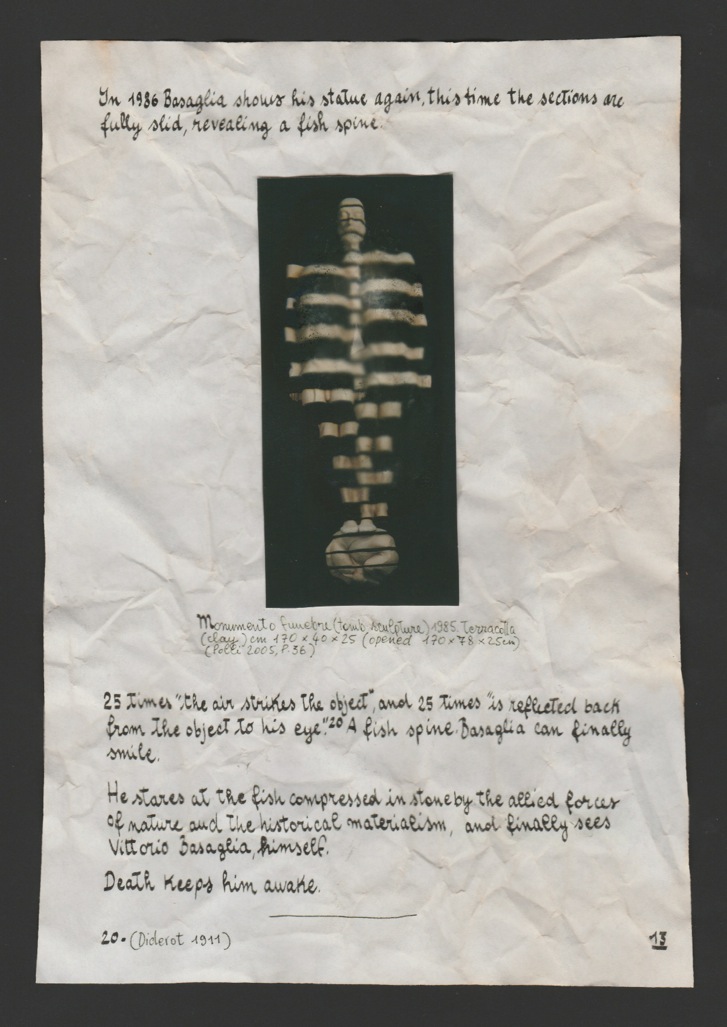 In 1986 Basaglia shows his statue again, this time the sections are
fully slid, revealing a fish spine.
Monumento funebre (tomb sculpture) 1985. Terracotta
(clay) cm 170 x 40 x 25 (opened 170 x 78 x 25cm)
(Polli 2005, P.36)
25 times "the air strikes the object", and 25 times "is reflected back
from the object to his eye."20 A fish spine. Basaglia can finally
smile.
He stares at the fish compressed in stone by the allied forces
of nature and the historical materialism, and finally sees
Vittorio Basaglia, himself.
Death keeps him awake.
20. (Diderot 1911)
13